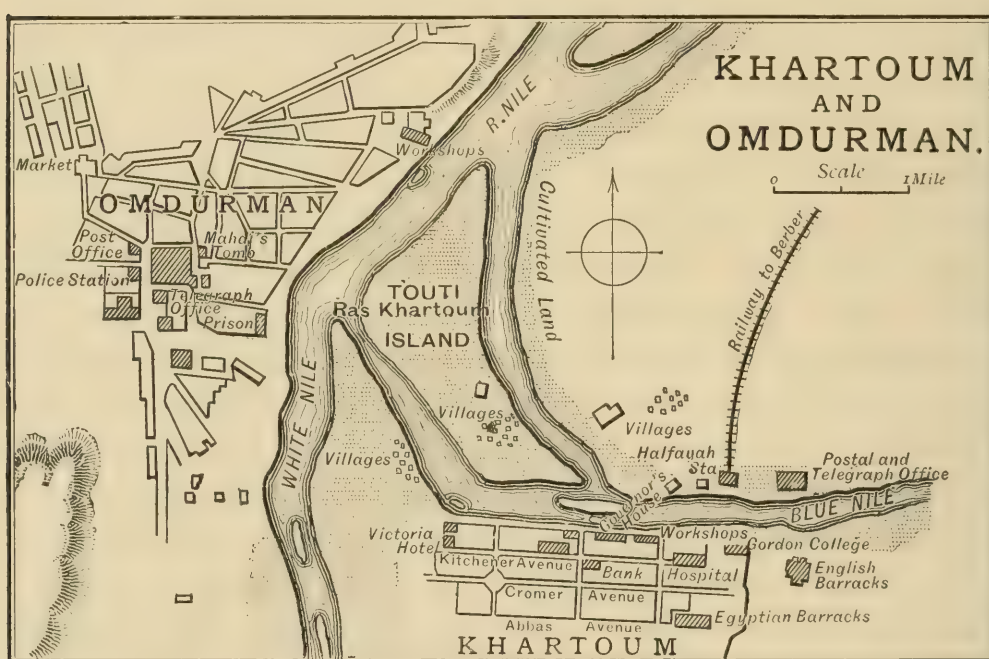 KHARTOUM
AND
OMDURMAN.
Scale
0 1 Mile
R. NILE
Workshops
Market
OMDURMAN
Post
Office
Mahdi's
Tomb
Police Station
Telegraph
Office
Prison
Cultivated Land
Railway to Berber
TOUTI
Ras Khartoum
ISLAND
WHITE NILE
Villages
Villages
Villages
Halfayah
Sta.
Postal and
Telegraph Office
BLUE NILE
Governor's
House
Victoria
Hotel
Workshops
Gordon College
Kitchener Avenue
Bank
Hospital
English
Barracks
Cromer Avenue
Egyptian Barracks
Abbas Avenue
KHARTOUM